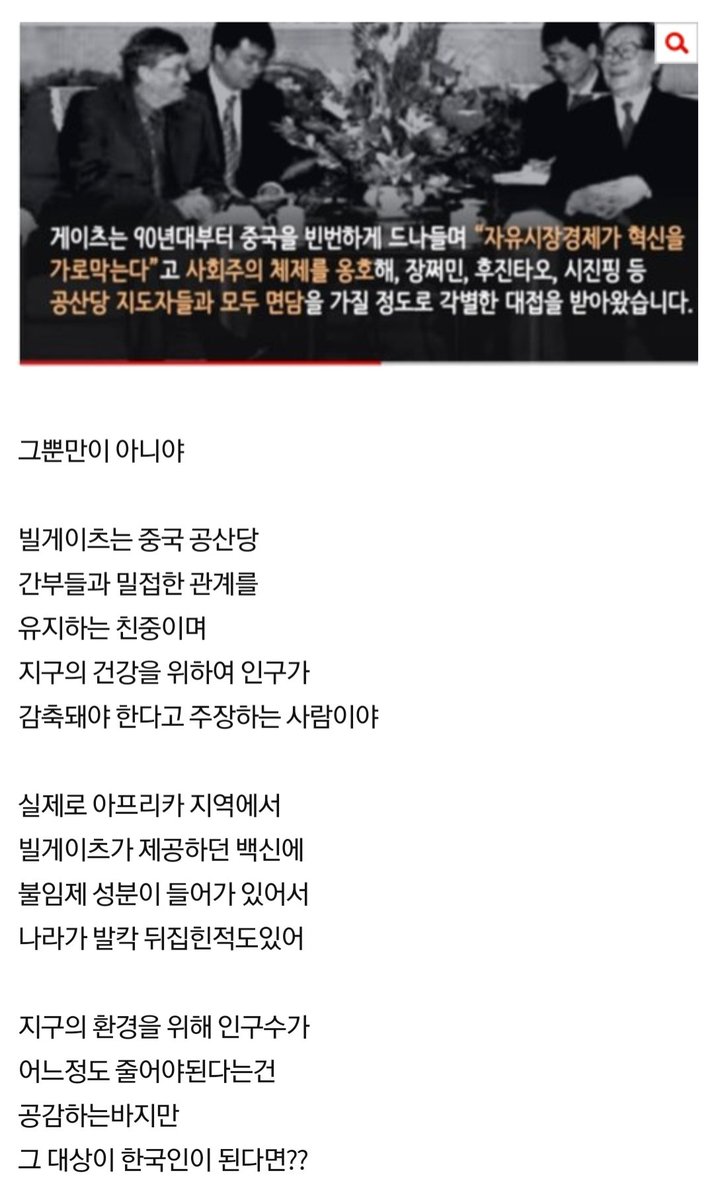 게이츠는 90년대부터 중국을 빈번하게 드나들며 “자유시장경제가 혁신을
가로막는다”고 사회주의 체제를 옹호해, 장쩌민, 후진타오, 시진핑 등
공산당 지도자들과 모두 면담을 가질 정도로 각별한 대접을 받아왔습니다.
그뿐만이 아니야
빌게이츠는 중국 공산당
간부들과 밀접한 관계를
유지하는 친중이며
지구의 건강을 위하여 인구가
감축돼야 한다고 주장하는 사람이야
실제로 아프리카 지역에서
빌게이츠가 제공하던 백신에
불임제 성분이 들어가 있어서
나라가 발칵 뒤집힌적도있어
지구의 환경을 위해 인구수가
어느정도 줄어야된다는건
공감하는바지만
그 대상이 한국인이 된다면??